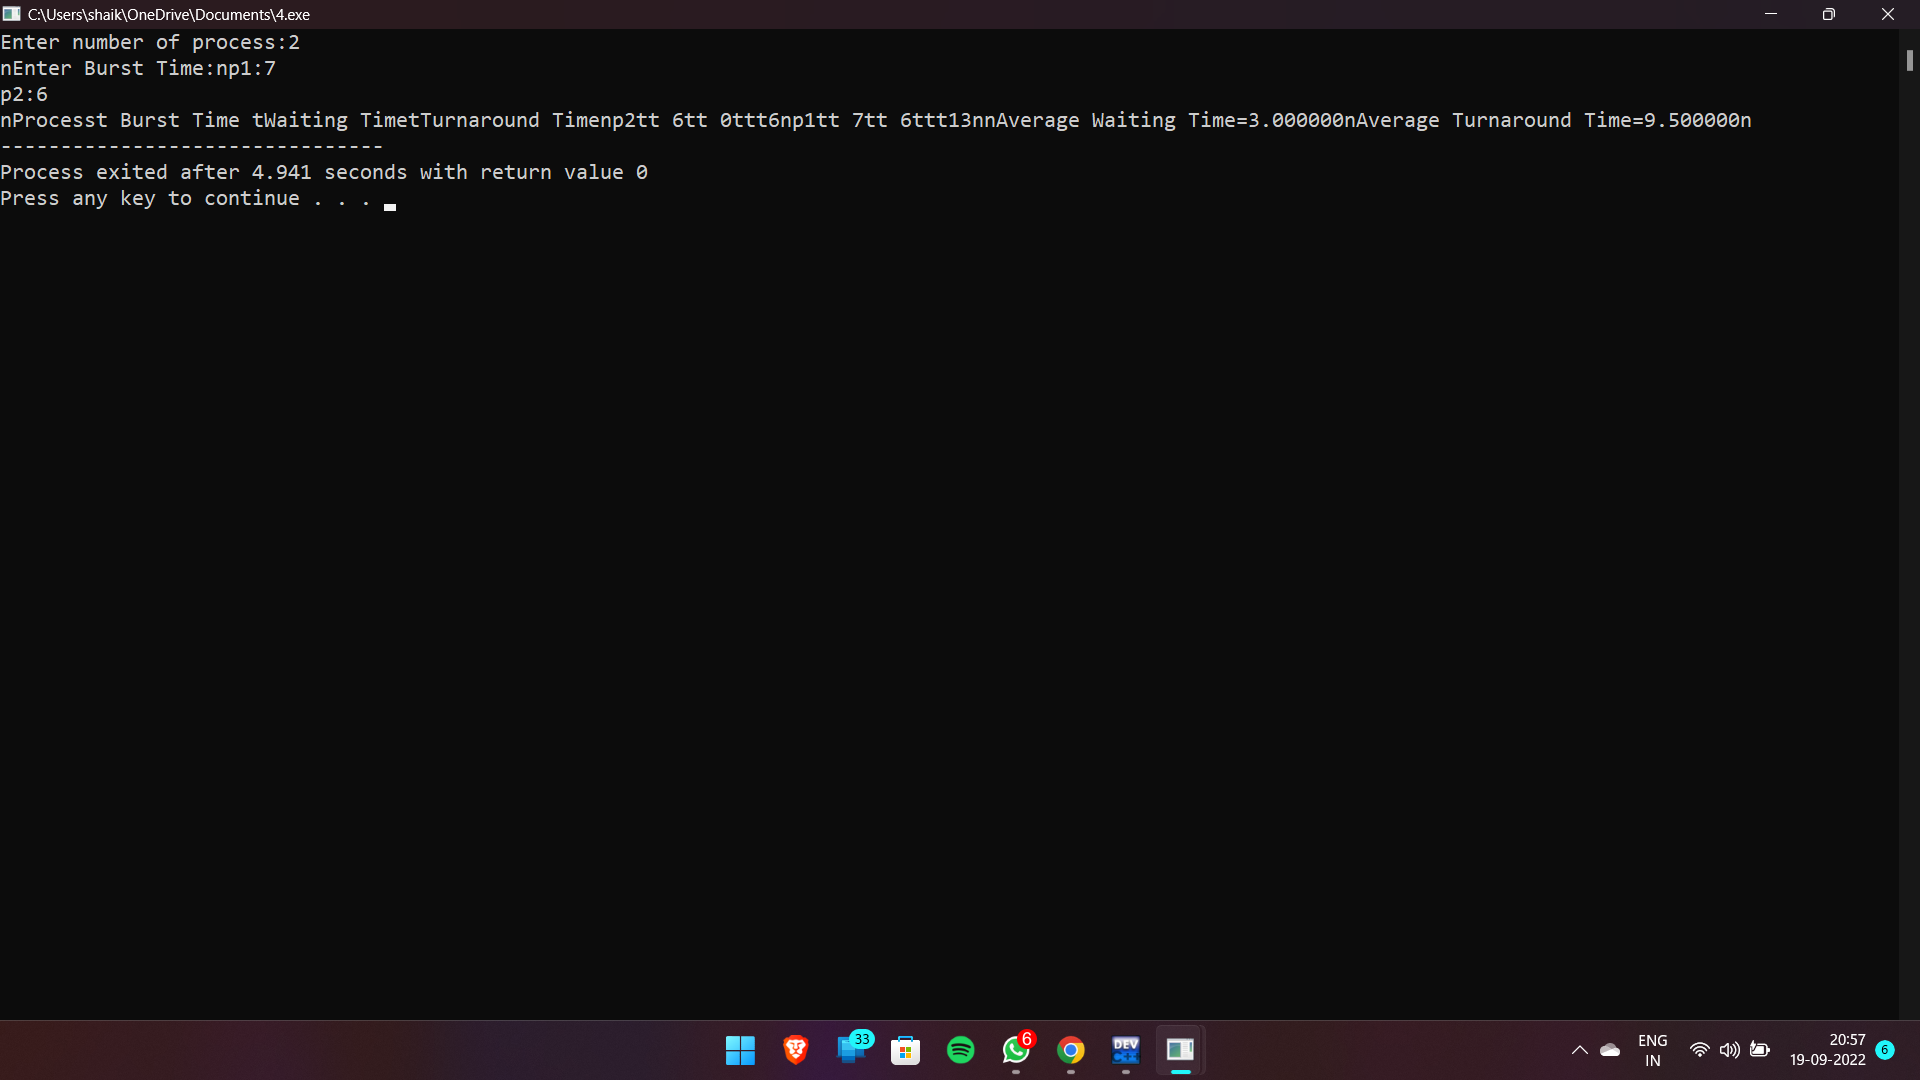 C:\Users\shaik\OneDrive\Documents\4.exe
Enter number of process:2
nEnter Burst Time:np1:7
p2:6
nProcesst Burst Time tWaiting TimetTurnaround Timenp2tt 6tt 0ttt6np1tt 7tt 6ttt13nnAverage Waiting Time=3.000000nAverage Turnaround Time=9.500000n
--------------------------------
Process exited after 4.941 seconds with return value 0
Press any key to continue . . .
33
6
DEV
C++
ENG
IN
20:57
19-09-2022
6